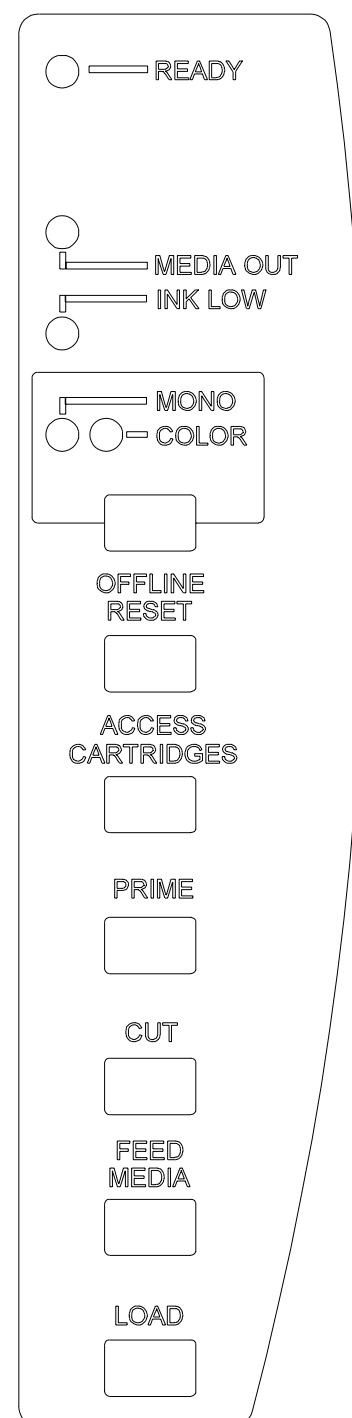 READY
MEDIA OUT
INK LOW
MONO
COLOR
OFFLINE
RESET
ACCESS
CARTRIDGES
PRIME
CUT
FEED
MEDIA
LOAD